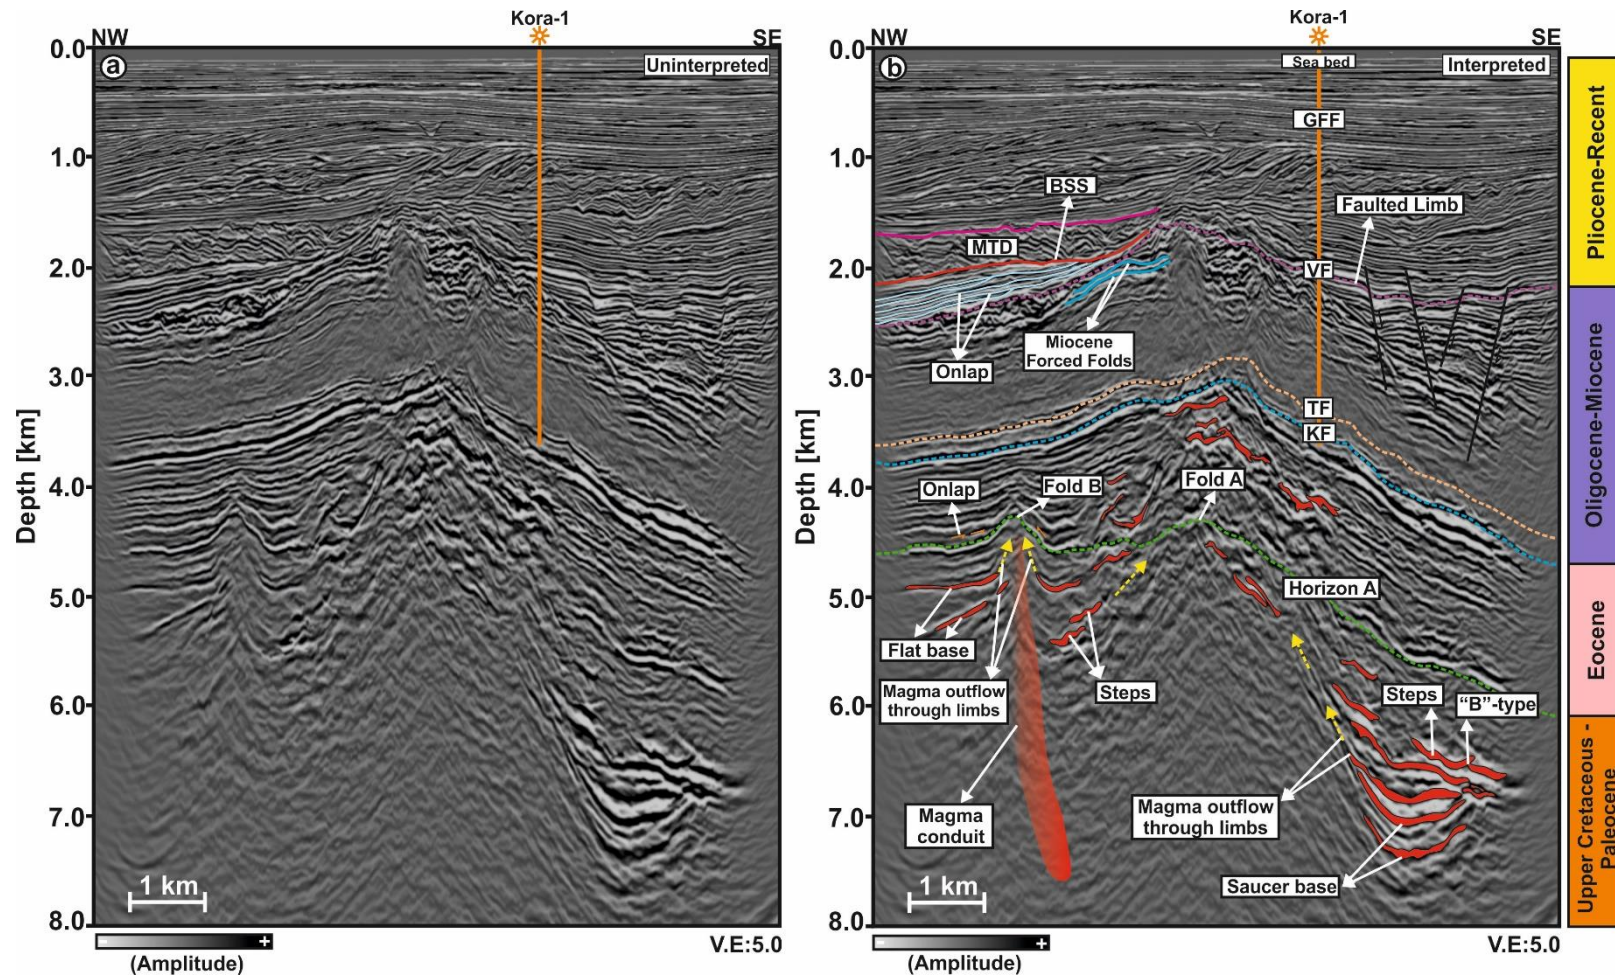 Kora-1
NW
SE
a
Uninterpreted
0.0
1.0
2.0
3.0
4.0
5.0
6.0
7.0
8.0
Depth [km]
1 km
- +
(Amplitude)
V.E:5.0
Kora-1
NW
SE
b
Sea bed
Interpreted
0.0
1.0
2.0
3.0
4.0
5.0
6.0
7.0
8.0
Depth [km]
GFF
BSS
Faulted Limb
MTD
VF
Miocene
Forced Folds
Onlap
TF
KF
Onlap
Fold B
Fold A
Horizon A
Flat base
Magma outflow
through limbs
Steps
Steps
"B"-type
Magma
conduit
Magma outflow
through limbs
Saucer base
1 km
- +
(Amplitude)
V.E:5.0
Pliocene-Recent
Oligocene-Miocene
Eocene
Upper Cretaceous -
Paleocene